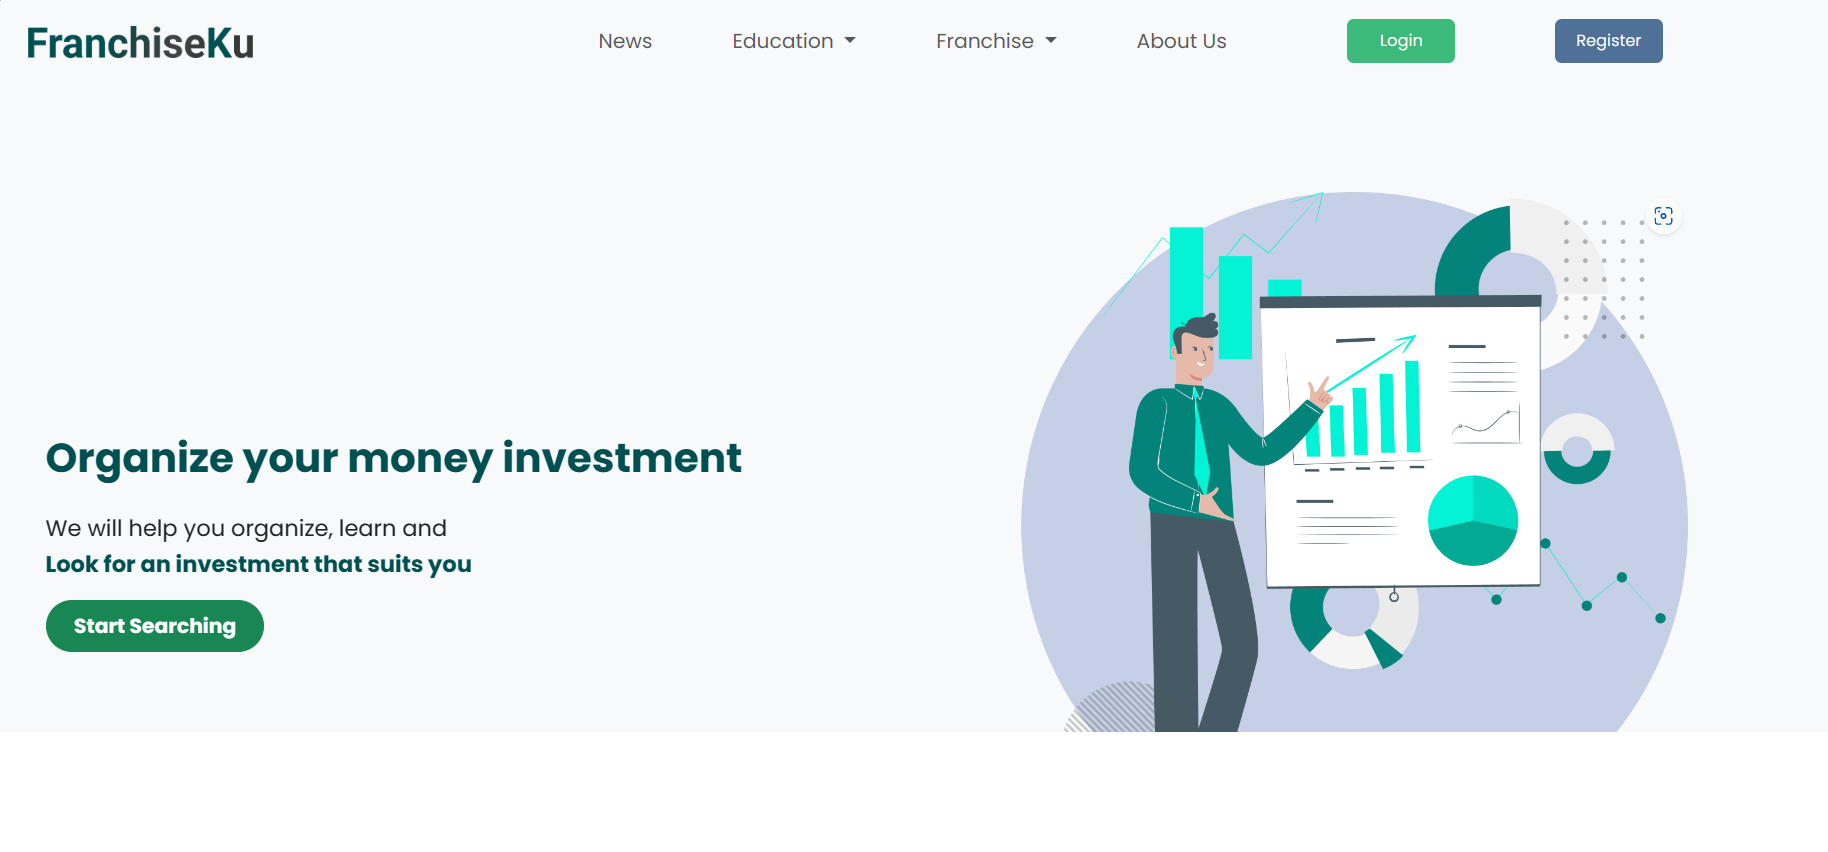 FranchiseKu
News
Education
Franchise
About Us
Login
Register
Organize your money investment
We will help you organize, learn and
Look for an investment that suits you
Start Searching